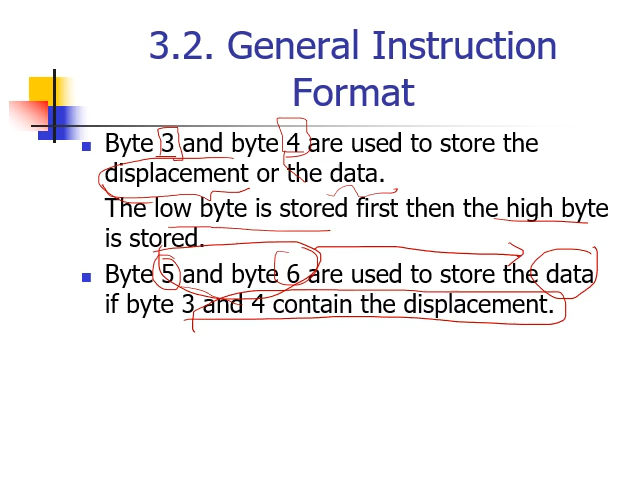 3.2. General Instruction
Format
Byte 3 and byte 4 are used to store the
displacement or the data.
The low byte is stored first then the high byte
is stored.
Byte 5 and byte 6 are used to store the data
if byte 3 and 4 contain the displacement.